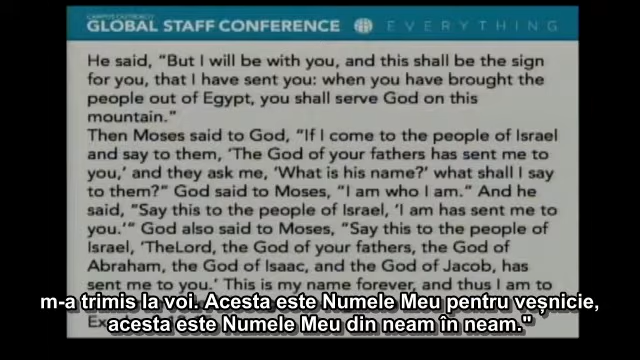 GLOBAL STAFF CONFERENCE EVERYTHING
He said, "But I will be with you, and this shall be the sign
for you, that I have sent you: when you have brought the
people out of Egypt, you shall serve God on this
mountain."
Then Moses said to God, "If I come to the people of Israel
and say to them, 'The God of your fathers has sent me to
you,' and they ask me, 'What is his name?' what shall I say
to them?" God said to Moses, "I am who I am." And he
said, "Say this to the people of Israel, 'I am has sent me to
you.'" God also said to Moses, "Say this to the people of
Israel, 'TheLord, the God of your fathers, the God of
Abraham, the God of Isaac, and the God of Jacob, has
sent me to you.' This is my name forever, and thus I am to
m-a trimis la voi. Acesta este Numele Meu pentru veșnicie,
acesta este Numele Meu din neam în neam."